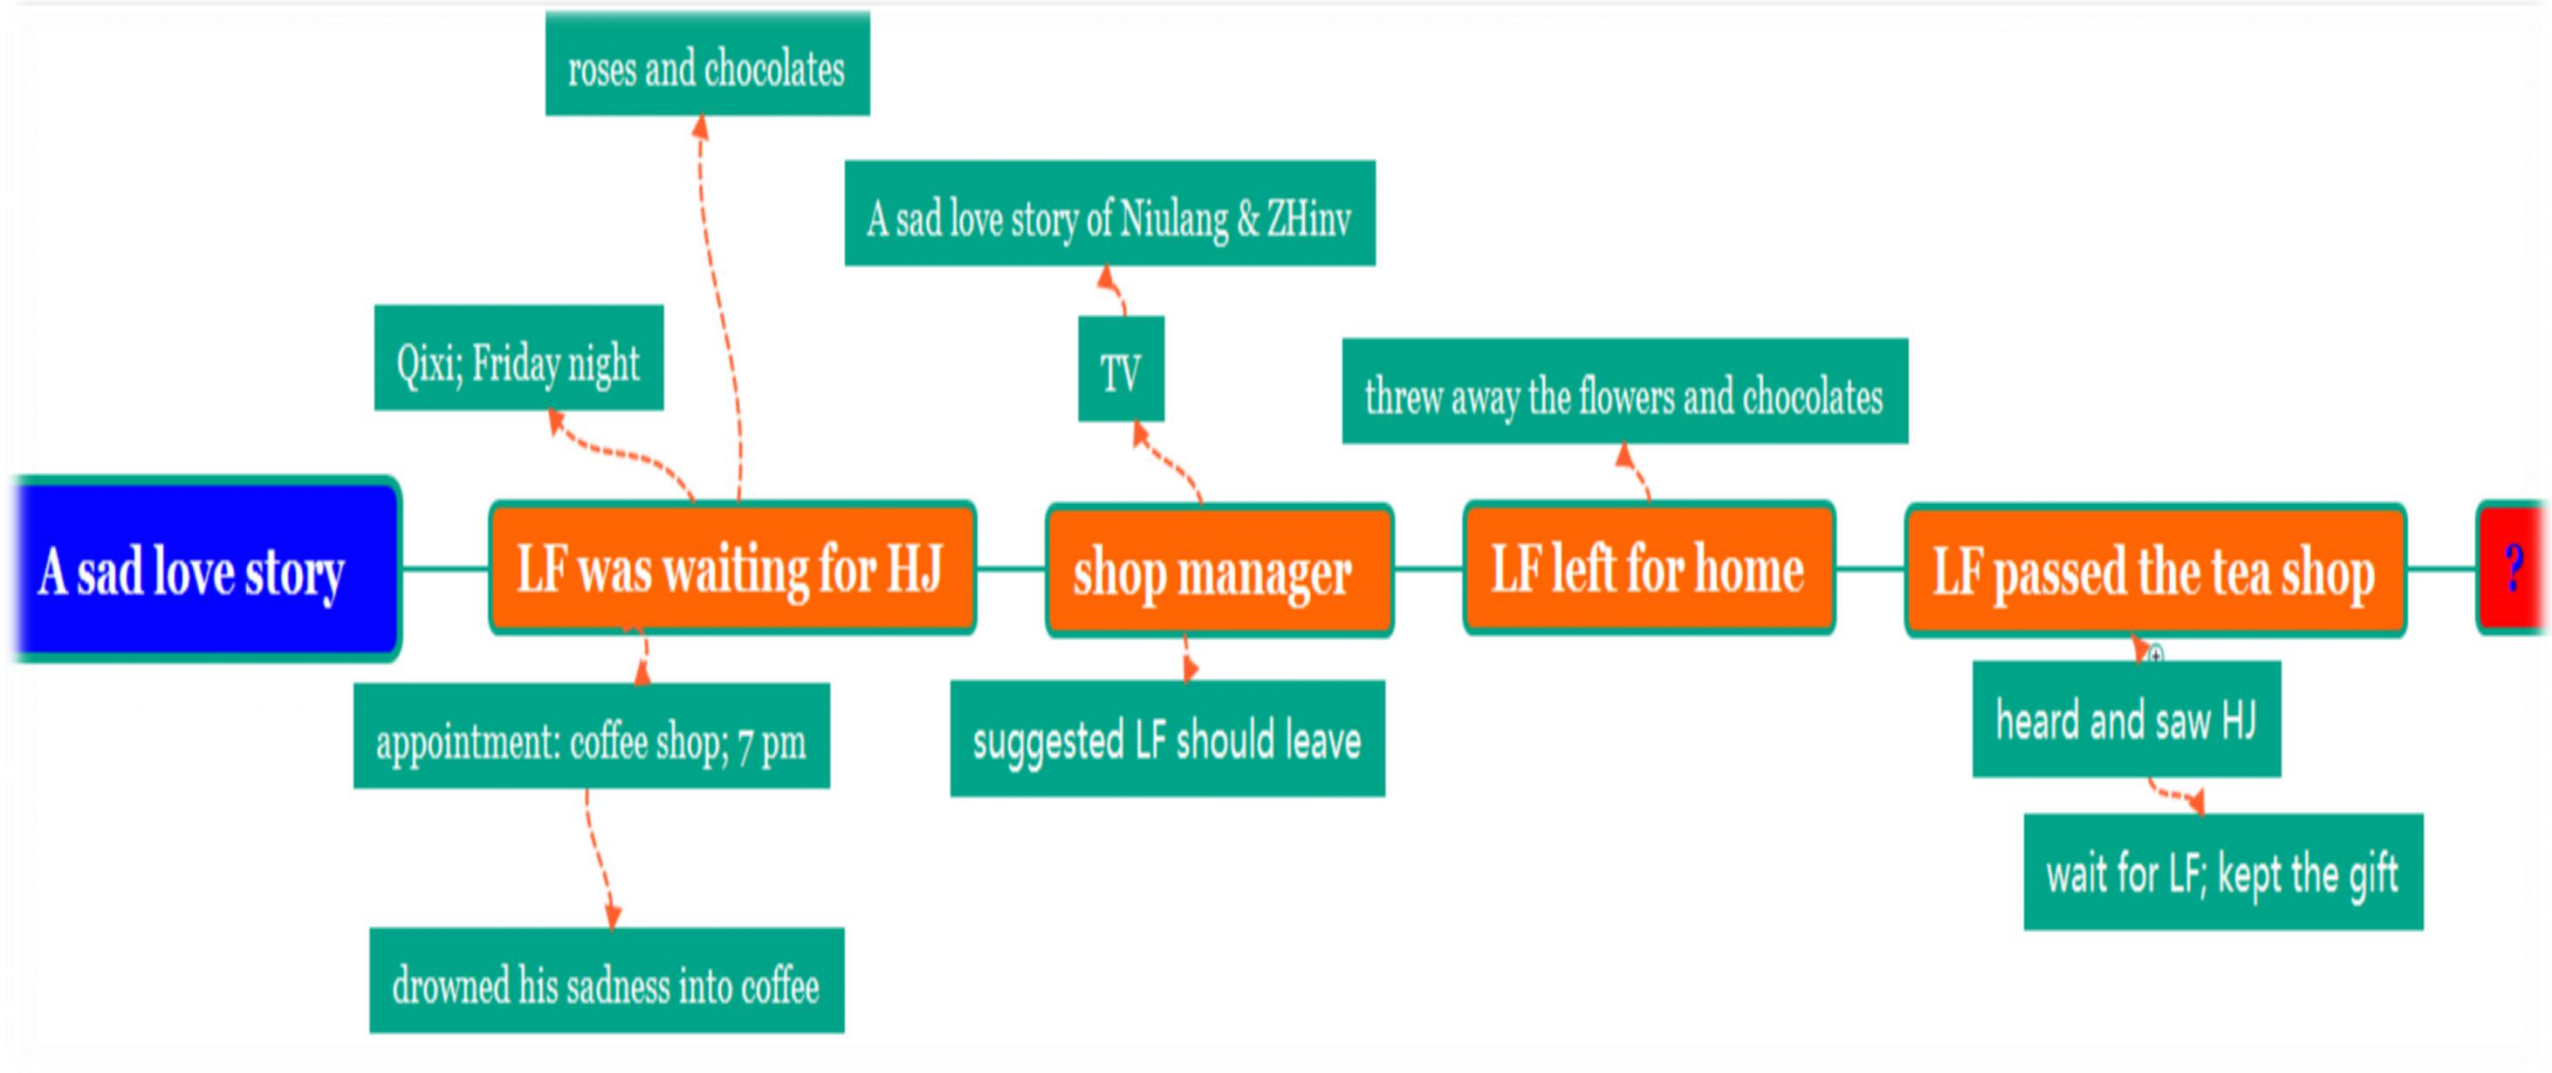 roses and chocolates
A sad love story of Niulang & ZHinv
Qixi; Friday night
TV
threw away the flowers and chocolates
A sad love story
LF was waiting for HJ
shop manager
LF left for home
LF passed the tea shop
?
appointment: coffee shop; 7 pm
suggested LF should leave
heard and saw HJ
wait for LF; kept the gift
drowned his sadness into coffee